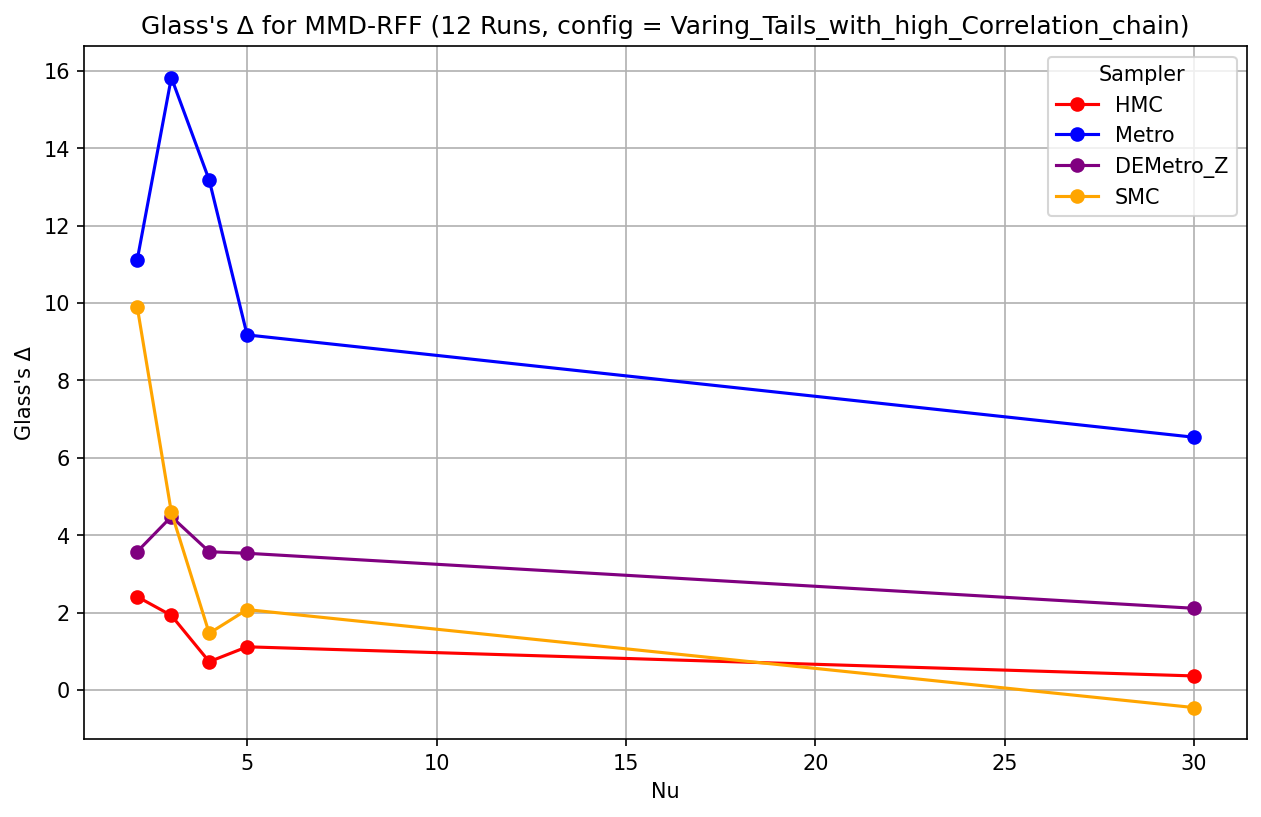 Glass's Δ for MMD-RFF (12 Runs, config = Varing_Tails_with_high_Correlation_chain)
Sampler
HMC
Metro
DEMetro_Z
SMC
Glass's Δ
16
14
12
10
8
6
4
2
0
5
10
15
20
25
30
Nu